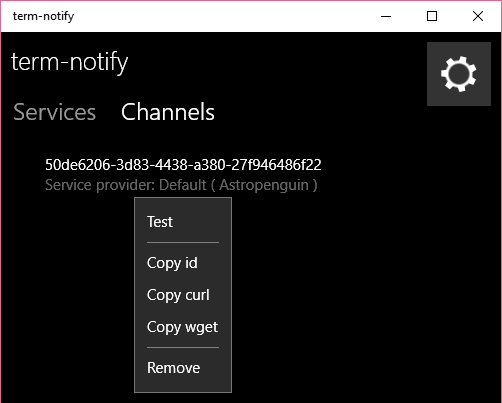 term-notify
term-notify
Services Channels
50de6206-3d83-4438-a380-27f946486f22
Service provider: Default ( Astropenguin )
Test
Copy id
Copy curl
Copy wget
Remove